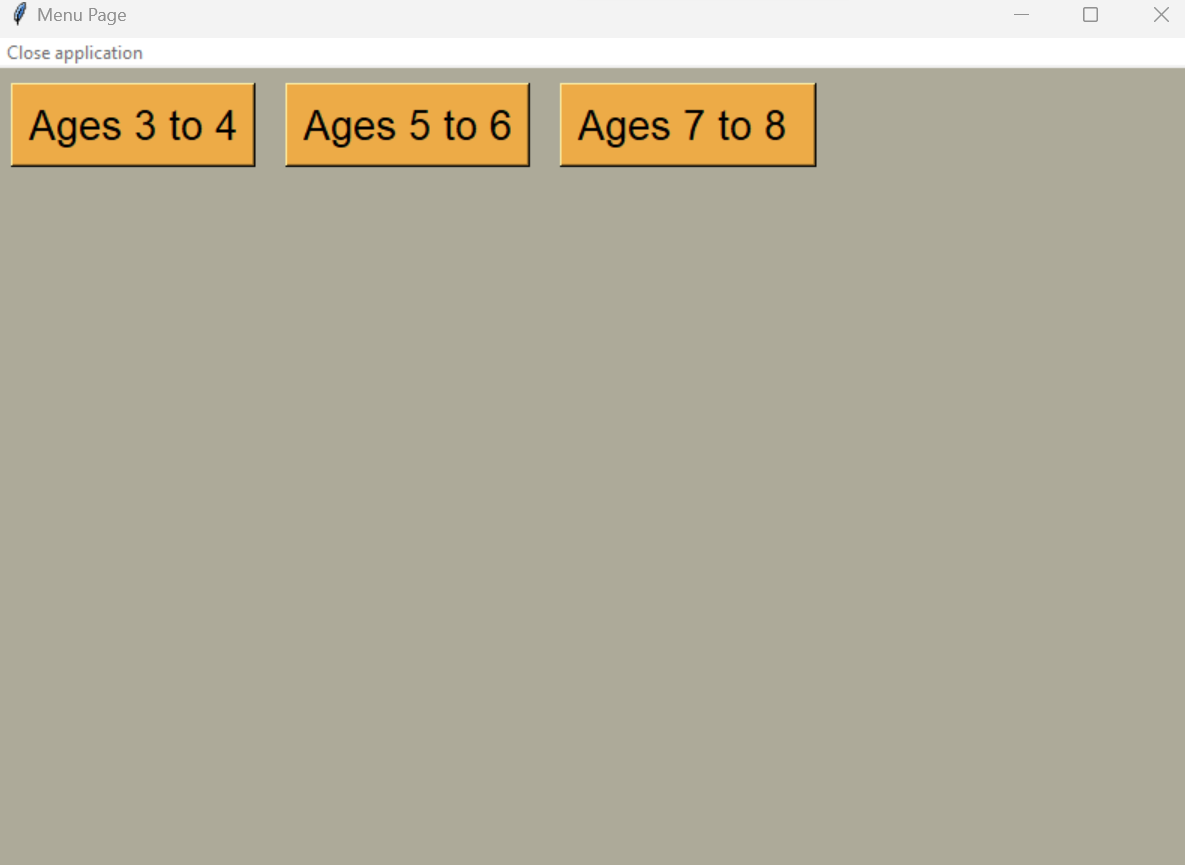 Menu Page
Close application
Ages 3 to 4
Ages 5 to 6
Ages 7 to 8